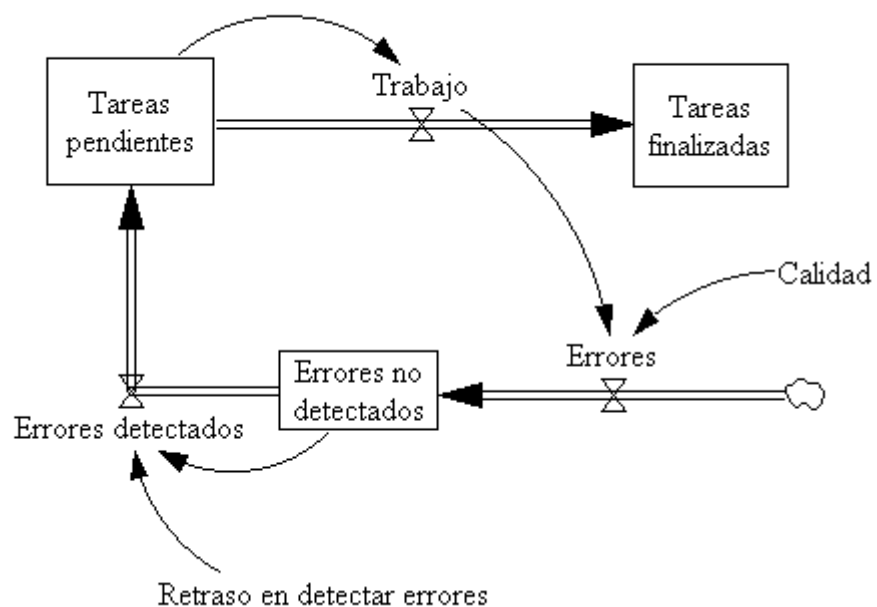 Tareas
pendientes
Trabajo
Tareas
finalizadas
Calidad
Errores
Errores no
detectados
Errores detectados
Retraso en detectar errores